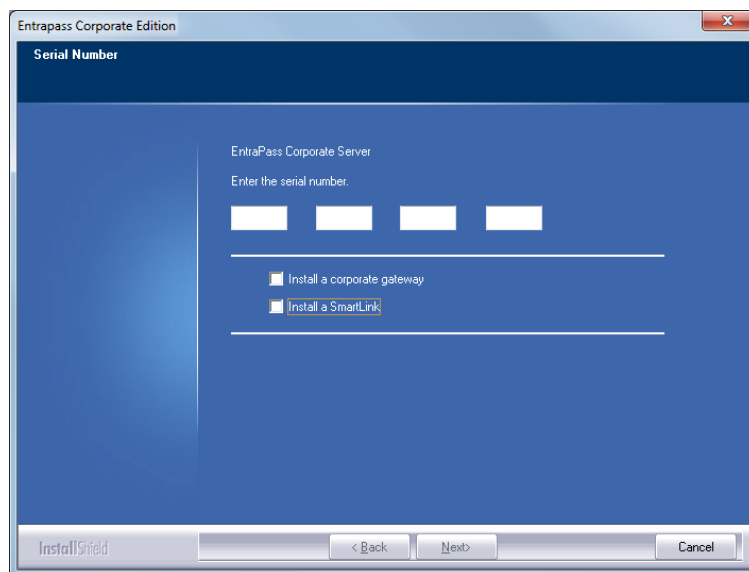 Entrapass Corporate Edition
Serial Number
EntraPass Corporate Server
Enter the serial number.
Install a corporate gateway
Install a SmartLink
InstallShield
< Back
Next>
Cancel